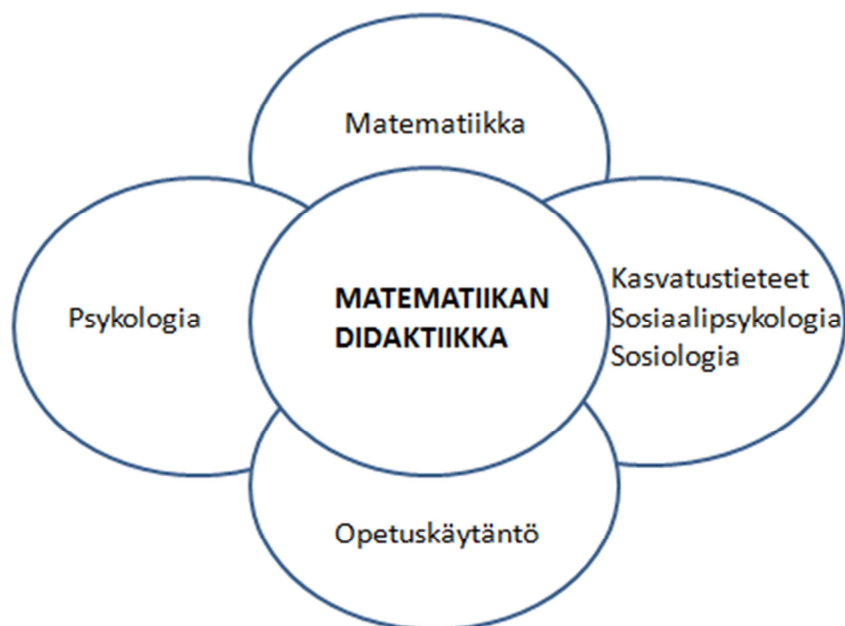 Matematiikka
Psykologia
MATEMATIIKAN
DIDAKTIIKKA
Kasvatustieteet
Sosiaalipsykologia
Sosiologia
Opetuskäytäntö